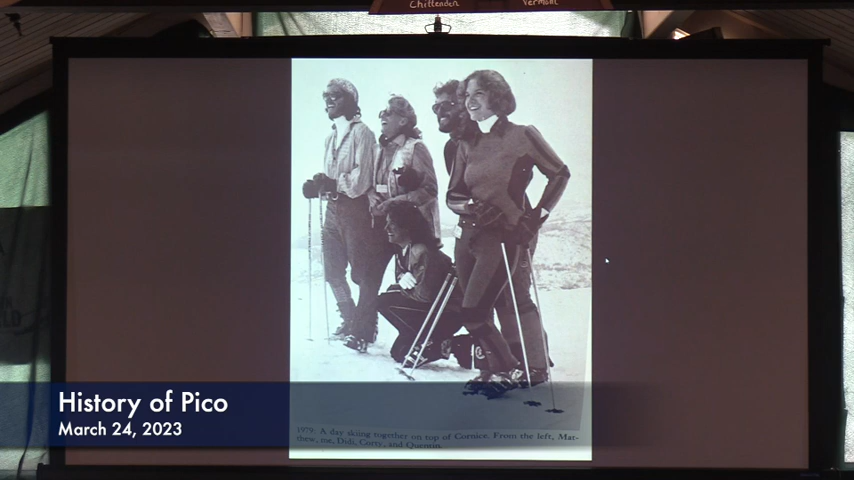 Chittenden Vermont
History of Pico
March 24, 2023
1979. A day skiing together on top of Cornice. From the left, Mat-
thew, me, Didi, Corty, and Quentin.